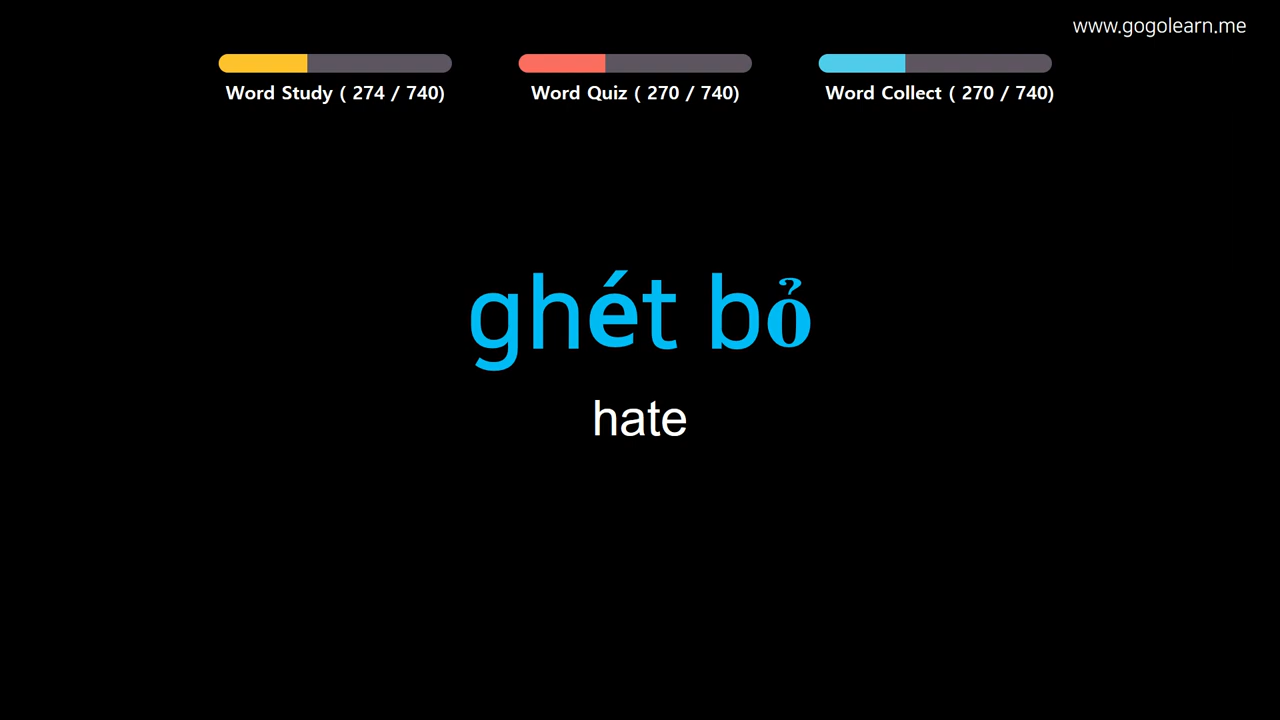 www.gogolearn.me
Word Study ( 274 / 740)
Word Quiz ( 270 / 740)
Word Collect ( 270 / 740)
ghét bỏ
hate